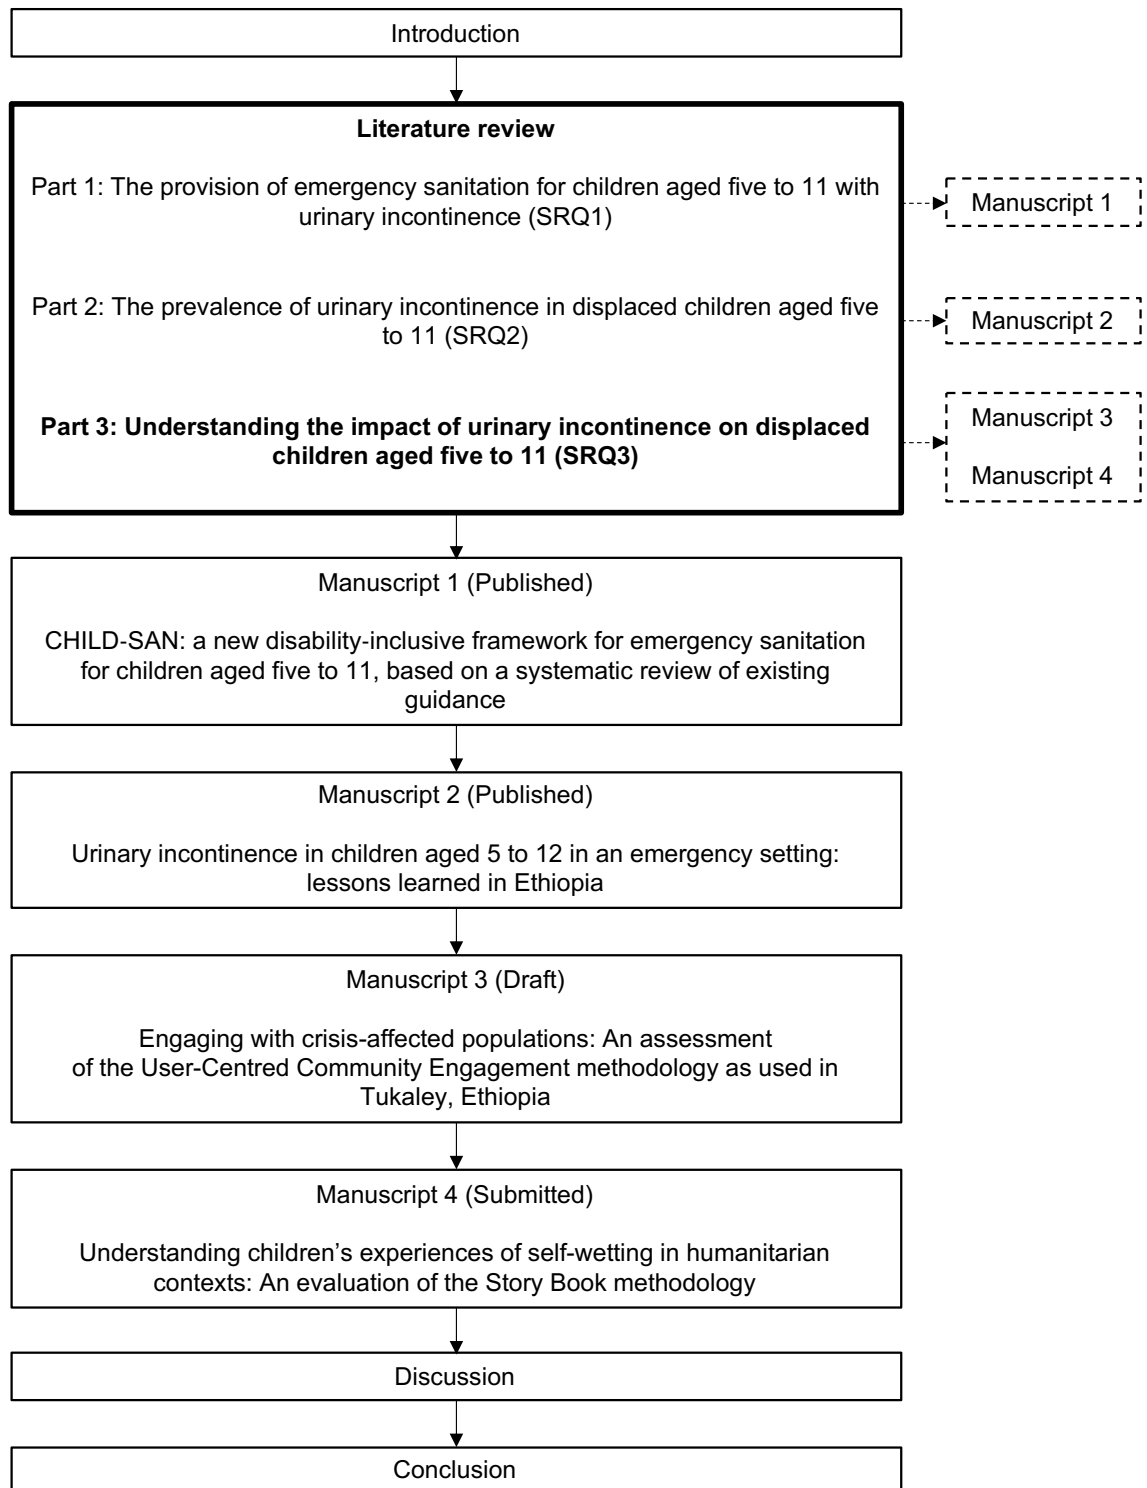 Introduction
Literature review
Part 1: The provision of emergency sanitation for children aged five to 11 with
urinary incontinence (SRQ1)
Manuscript 1
Part 2: The prevalence of urinary incontinence in displaced children aged five
to 11 (SRQ2)
Manuscript 2
Part 3: Understanding the impact of urinary incontinence on displaced
children aged five to 11 (SRQ3)
Manuscript 3
Manuscript 4
Manuscript 1 (Published)
CHILD-SAN: a new disability-inclusive framework for emergency sanitation
for children aged five to 11, based on a systematic review of existing
guidance
Manuscript 2 (Published)
Urinary incontinence in children aged 5 to 12 in an emergency setting:
lessons learned in Ethiopia
Manuscript 3 (Draft)
Engaging with crisis-affected populations: An assessment
of the User-Centred Community Engagement methodology as used in
Tukaley, Ethiopia
Manuscript 4 (Submitted)
Understanding children’s experiences of self-wetting in humanitarian
contexts: An evaluation of the Story Book methodology
Discussion
Conclusion